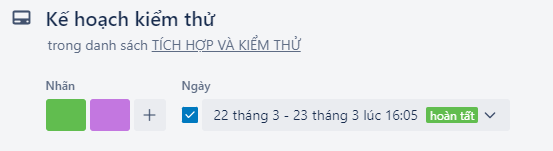 Kế hoạch kiểm thử
trong danh sách TÍCH HỢP VÀ KIỂM THỬ
Nhãn Ngày
22 tháng 3 - 23 tháng 3 lúc 16:05 hoàn tất